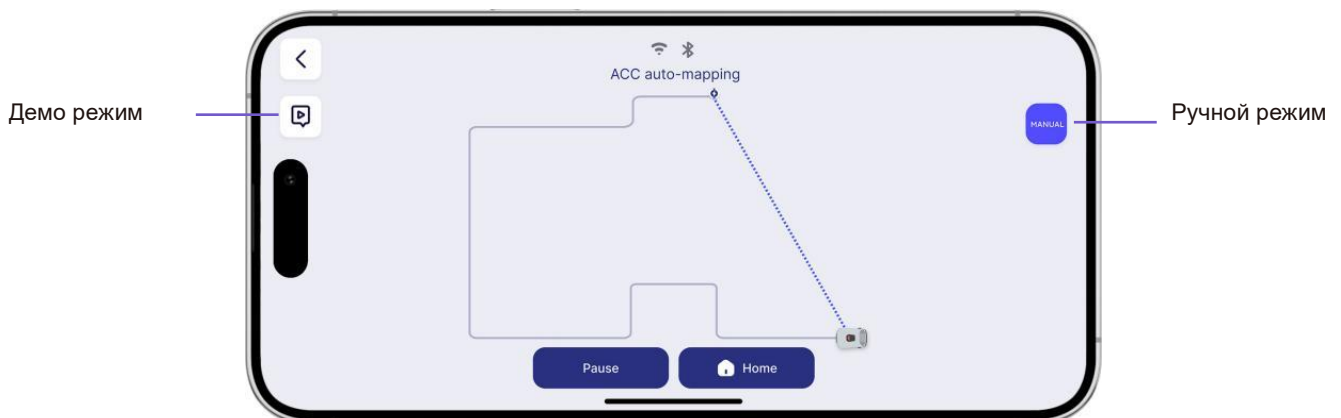 ACC auto-mapping
Демо режим
MANUAL
Ручной режим
Pause
Home